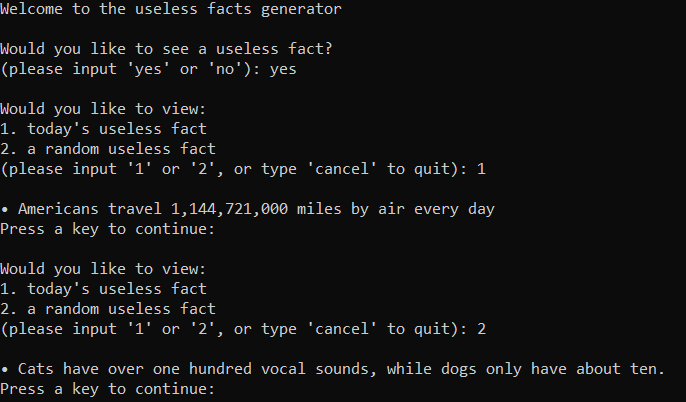 Welcome to the useless facts generator
Would you like to see a useless fact?
(please input 'yes' or 'no'): yes
Would you like to view:
1. today's useless fact
2. a random useless fact
(please input '1' or '2', or type 'cancel' to quit): 1
• Americans travel 1,144,721,000 miles by air every day
Press a key to continue:
Would you like to view:
1. today's useless fact
2. a random useless fact
(please input '1' or '2', or type 'cancel' to quit): 2
• Cats have over one hundred vocal sounds, while dogs only have about ten.
Press a key to continue: